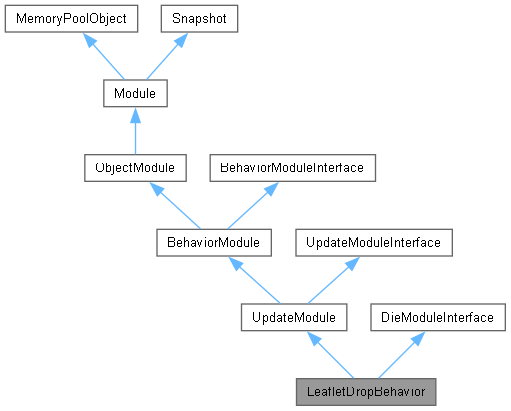 MemoryPoolObject
Snapshot
Module
ObjectModule
BehaviorModuleInterface
BehaviorModule
UpdateModuleInterface
UpdateModule
DieModuleInterface
LeafletDropBehavior